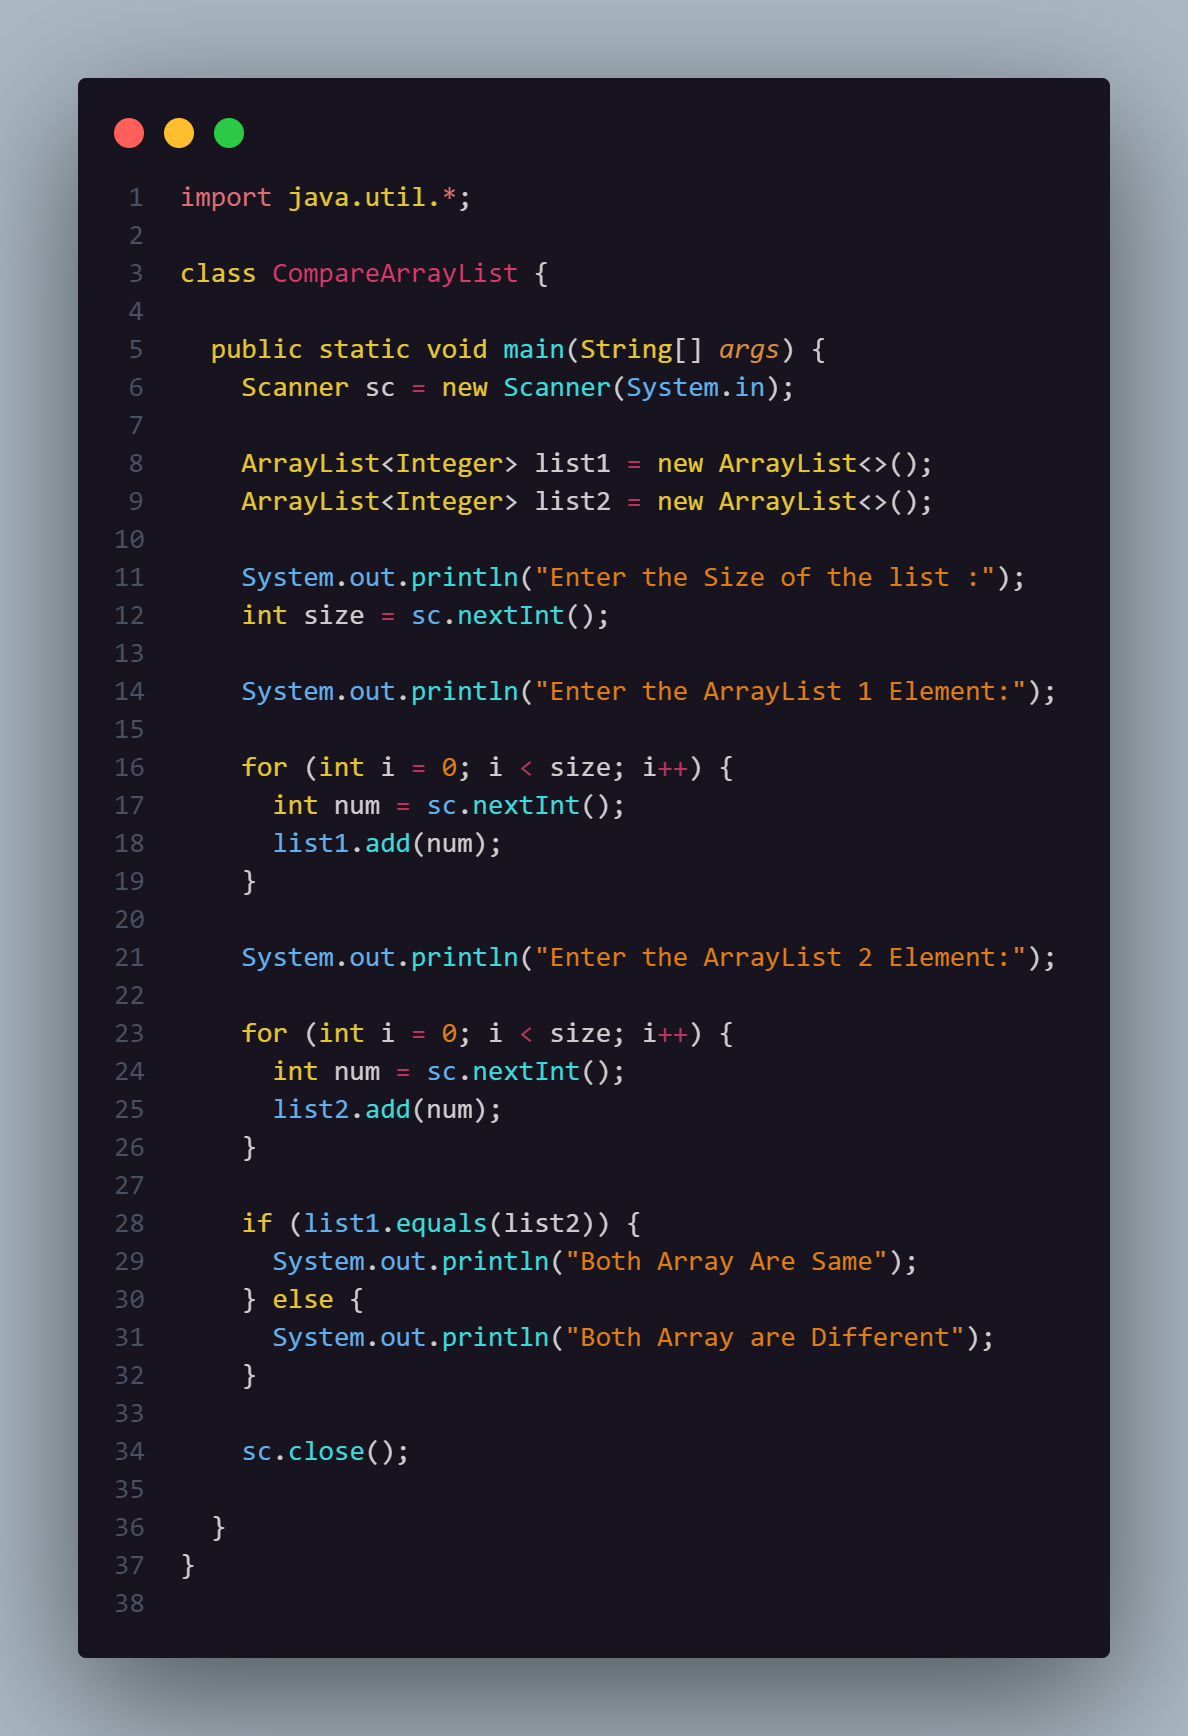 1 import java.util.*;
2
3 class CompareArrayList {
4
5   public static void main(String[] args) {
6     Scanner sc = new Scanner(System.in);
7
8     ArrayList<Integer> list1 = new ArrayList<>();
9     ArrayList<Integer> list2 = new ArrayList<>();
10
11     System.out.println("Enter the Size of the list :");
12     int size = sc.nextInt();
13
14     System.out.println("Enter the ArrayList 1 Element:");
15
16     for (int i = 0; i < size; i++) {
17       int num = sc.nextInt();
18       list1.add(num);
19     }
20
21     System.out.println("Enter the ArrayList 2 Element:");
22
23     for (int i = 0; i < size; i++) {
24       int num = sc.nextInt();
25       list2.add(num);
26     }
27
28     if (list1.equals(list2)) {
29       System.out.println("Both Array Are Same");
30     } else {
31       System.out.println("Both Array are Different");
32     }
33
34     sc.close();
35
36   }
37 }
38